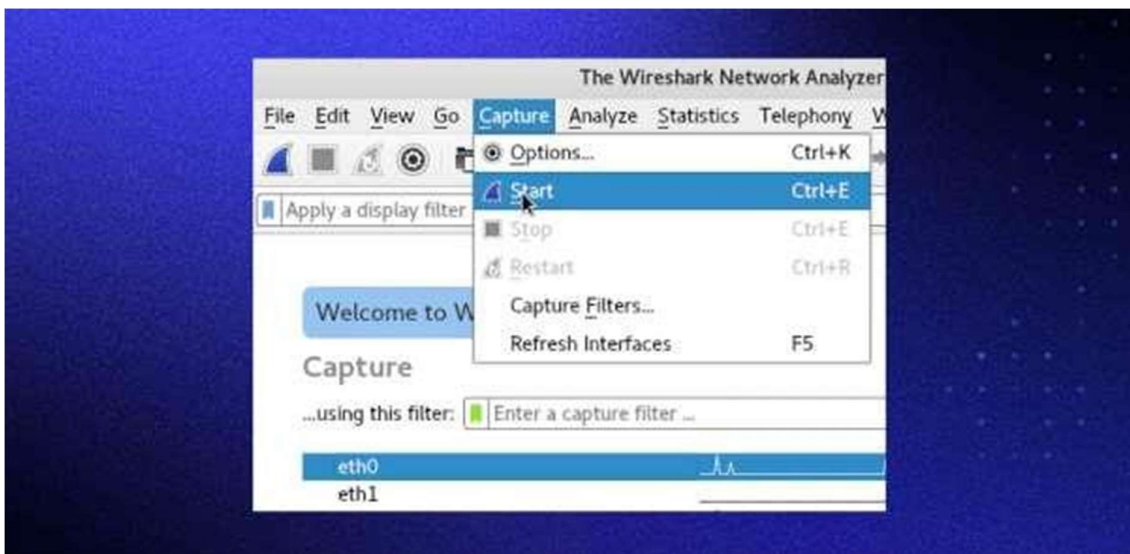 The Wireshark Network Analyzer
File Edit View Go Capture Analyze Statistics Telephony
Options... Ctrl+K
Start Ctrl+E
Apply a display filter
Stop Ctrl+E
Restart Ctrl+R
Welcome to W
Capture Filters...
Refresh Interfaces F5
Capture
...using this filter: Enter a capture filter ...
eth0
eth1